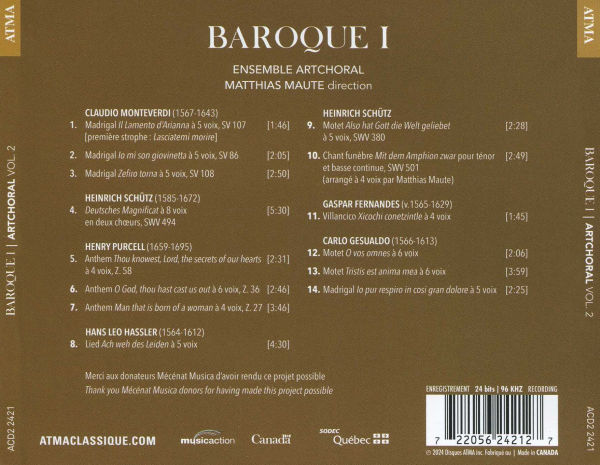 ATMA
BAROQUE I | ARTCHORAL VOL. 2
ACD2 2421
BAROQUE I
ENSEMBLE ARTCHORAL
MATTHIAS MAUTE direction
CLAUDIO MONTEVERDI (1567-1643)
1. Madrigal Il Lamento d'Arianna à 5 voix, SV 107 [1:46]
[première strophe : Lasciatemi morire]
2. Madrigal Io mi son giovinetta à 5 voix, SV 86 [2:05]
3. Madrigal Zefiro torna à 5 voix, SV 108 [2:50]
HEINRICH SCHÜTZ (1585-1672)
4. Deutsches Magnificat à 8 voix [5:30]
en deux chœurs, SWV 494
HENRY PURCELL (1659-1695)
5. Anthem Thou knowest, Lord, the secrets of our hearts [2:31]
à 4 voix, Z. 58
6. Anthem O God, thou hast cast us out à 6 voix, Z. 36 [2:46]
7. Anthem Man that is born of a woman à 4 voix, Z. 27 [3:46]
HANS LEO HASSLER (1564-1612)
8. Lied Ach weh des Leiden à 5 voix [4:30]
HEINRICH SCHÜTZ
9. Motet Also hat Gott die Welt geliebet [2:28]
à 5 voix, SWV 380
10. Chant funèbre Mit dem Amphion zwar pour ténor [2:49]
et basse continue, SWV 501
(arrangé à 4 voix par Matthias Maute)
GASPAR FERNANDES (v.1565-1629)
11. Villancico Xicochi conetzintle à 4 voix [1:45]
CARLO GESUALDO (1566-1613)
12. Motet O vos omnes à 6 voix [2:06]
13. Motet Tristis est anima mea à 6 voix [3:59]
14. Madrigal Io pur respiro in cosi gran dolore à 5 voix [2:25]
Merci aux donateurs Mécénat Musica d'avoir rendu ce projet possible
Thank you Mécénat Musica donors for having made this project possible
ATMACLASSIQUE.COM
musicaction
Canada
SODEC
Québec
ENREGISTREMENT 24 bits | 96 KHZ RECORDING
7 22056 24212 7
℗ © 2024 Disques ATMA Inc. Fabriqué au | Made in CANADA
ATMA
BAROQUE I | ARTCHORAL VOL. 2
ACD2 2421